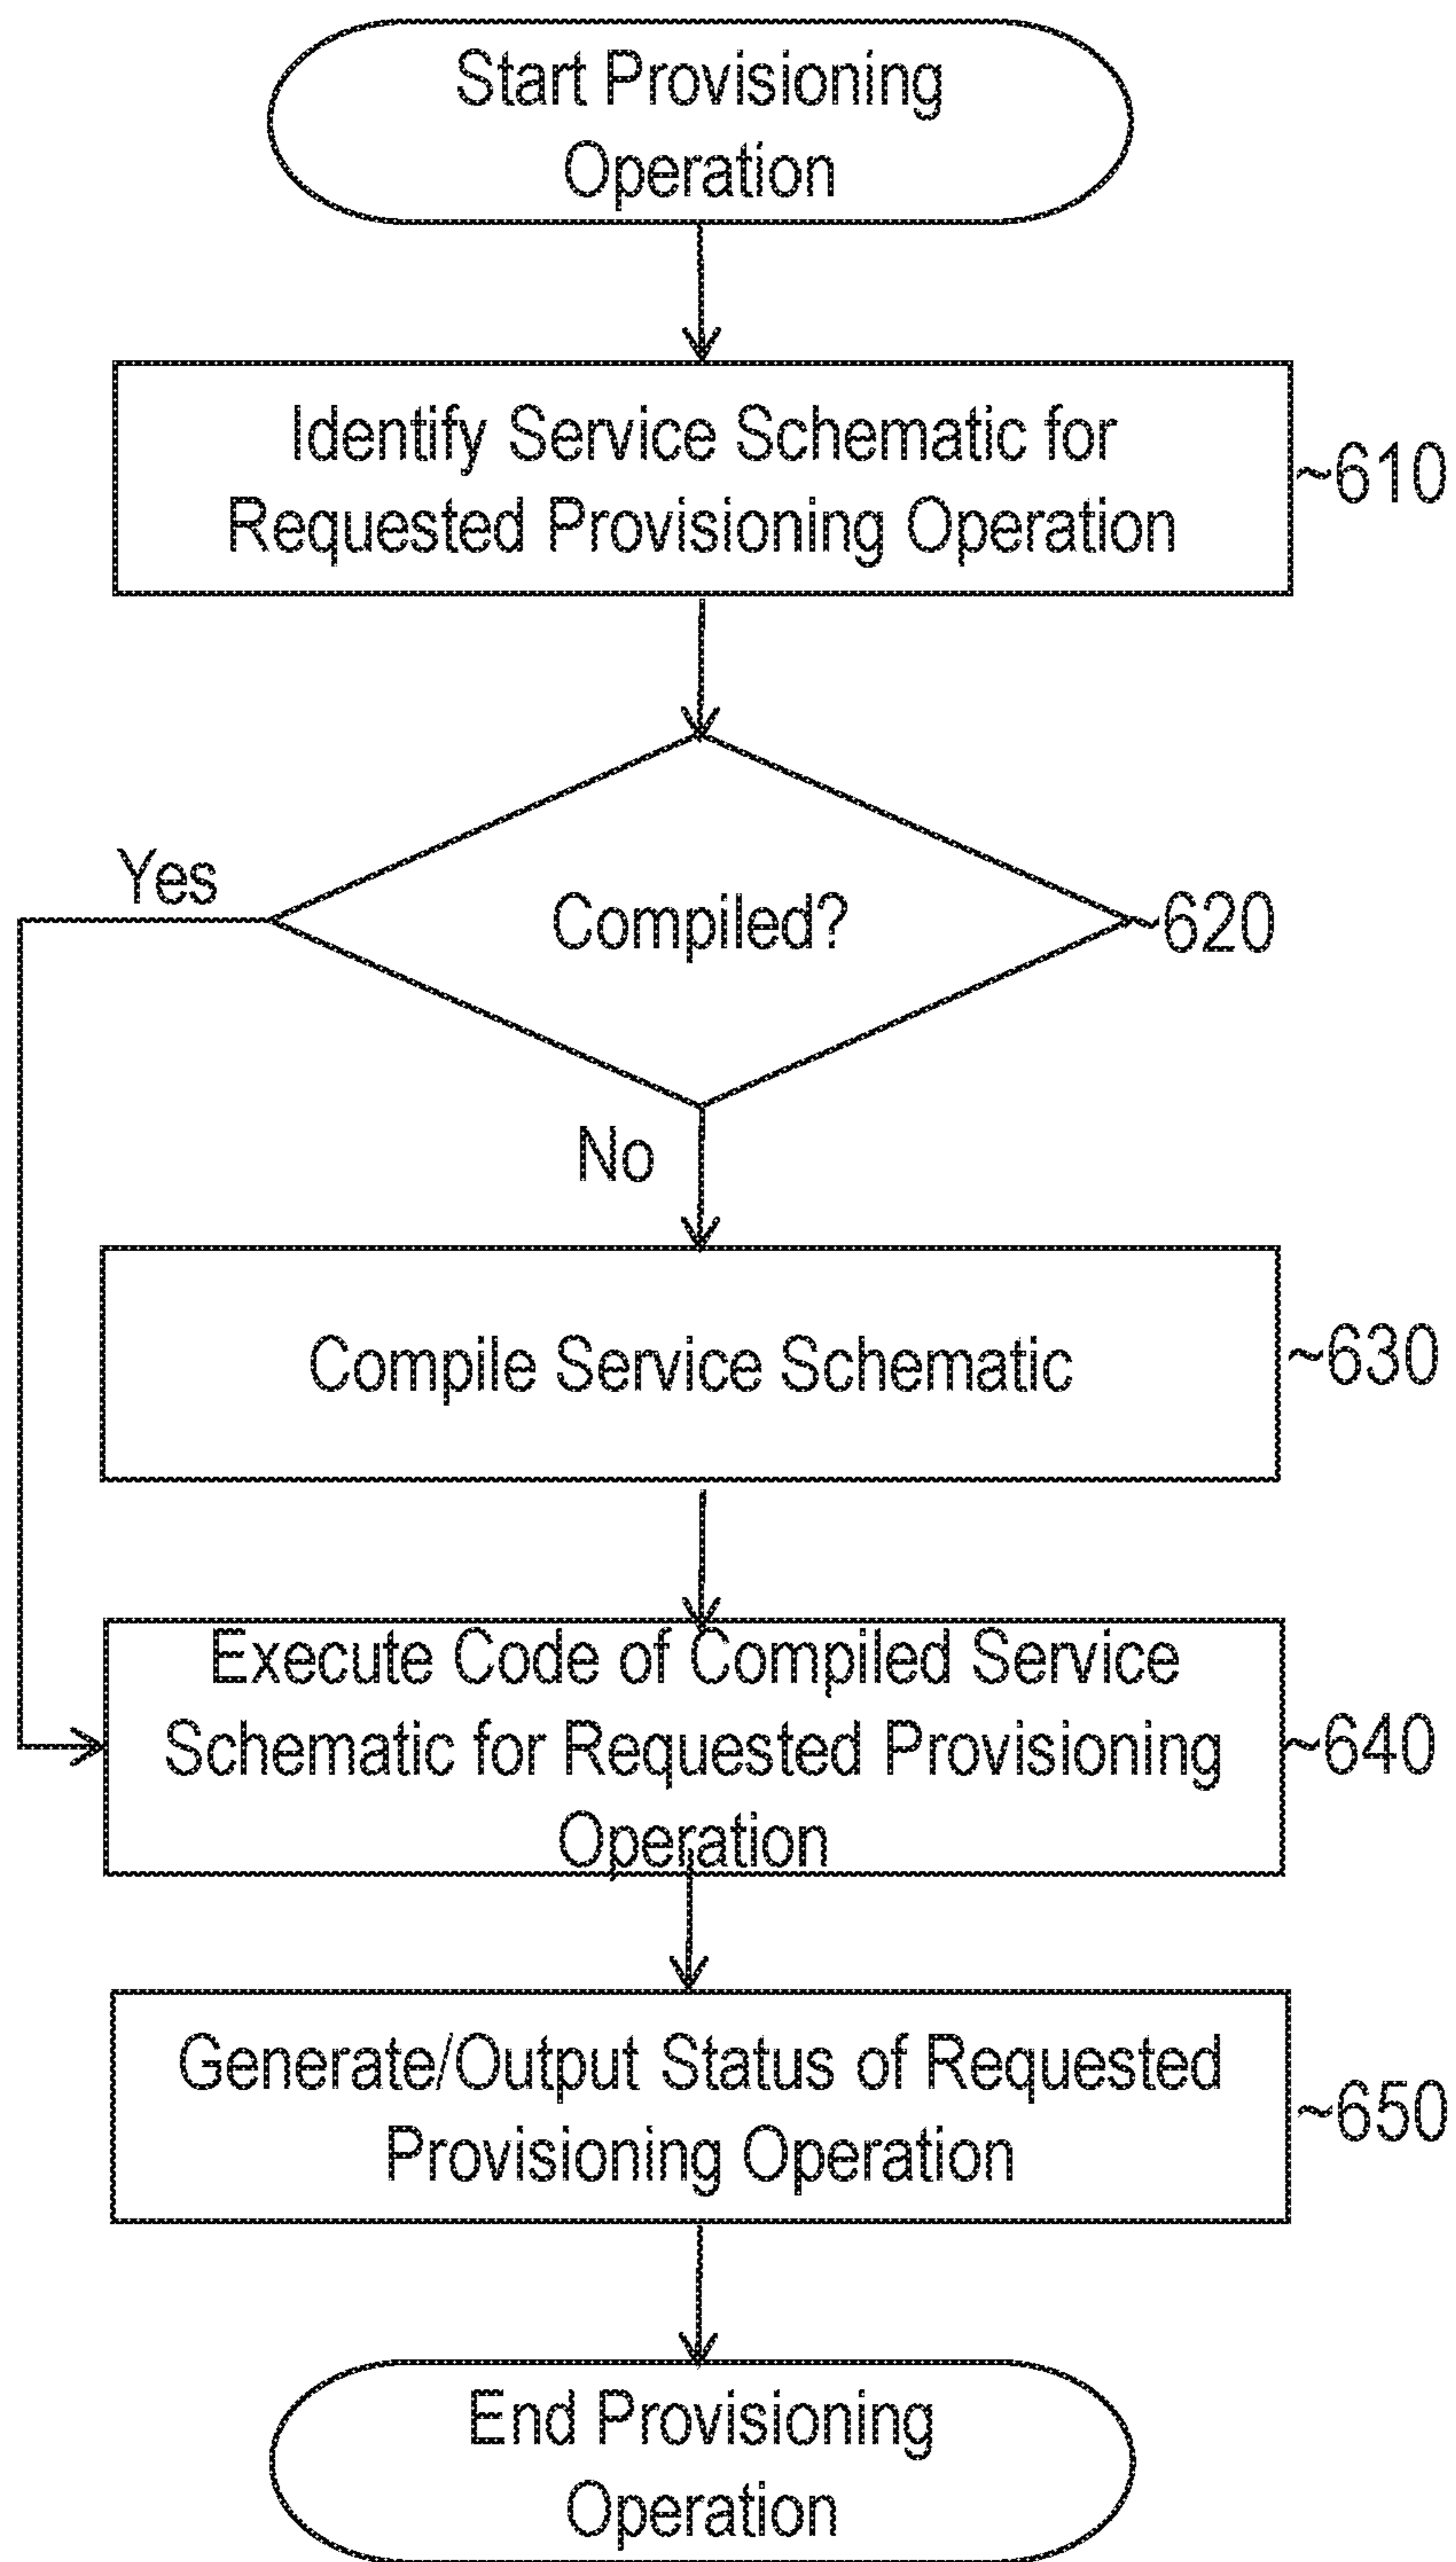 Start Provisioning
Operation
Identify Service Schematic for
Requested Provisioning Operation
~610
Yes
Compiled?
~620
No
Compile Service Schematic
~630
Execute Code of Compiled Service
Schematic for Requested Provisioning
Operation
~640
Generate/Output Status of Requested
Provisioning Operation
~650
End Provisioning
Operation